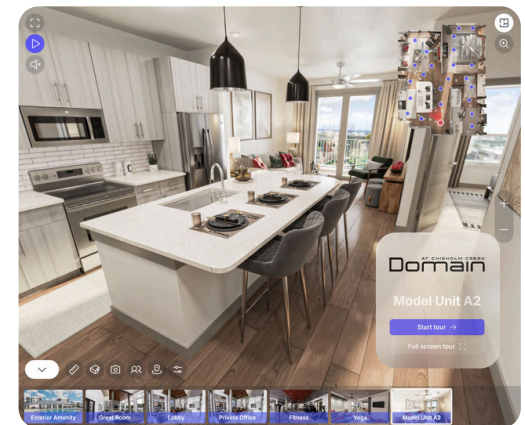 AT CHISHOLM CREEK
Domain
Model Unit A2
Start tour
Full screen tour
Exterior Amenity
Great Room
Lobby
Private Office
Fitness
Yoga
Model Unit A2